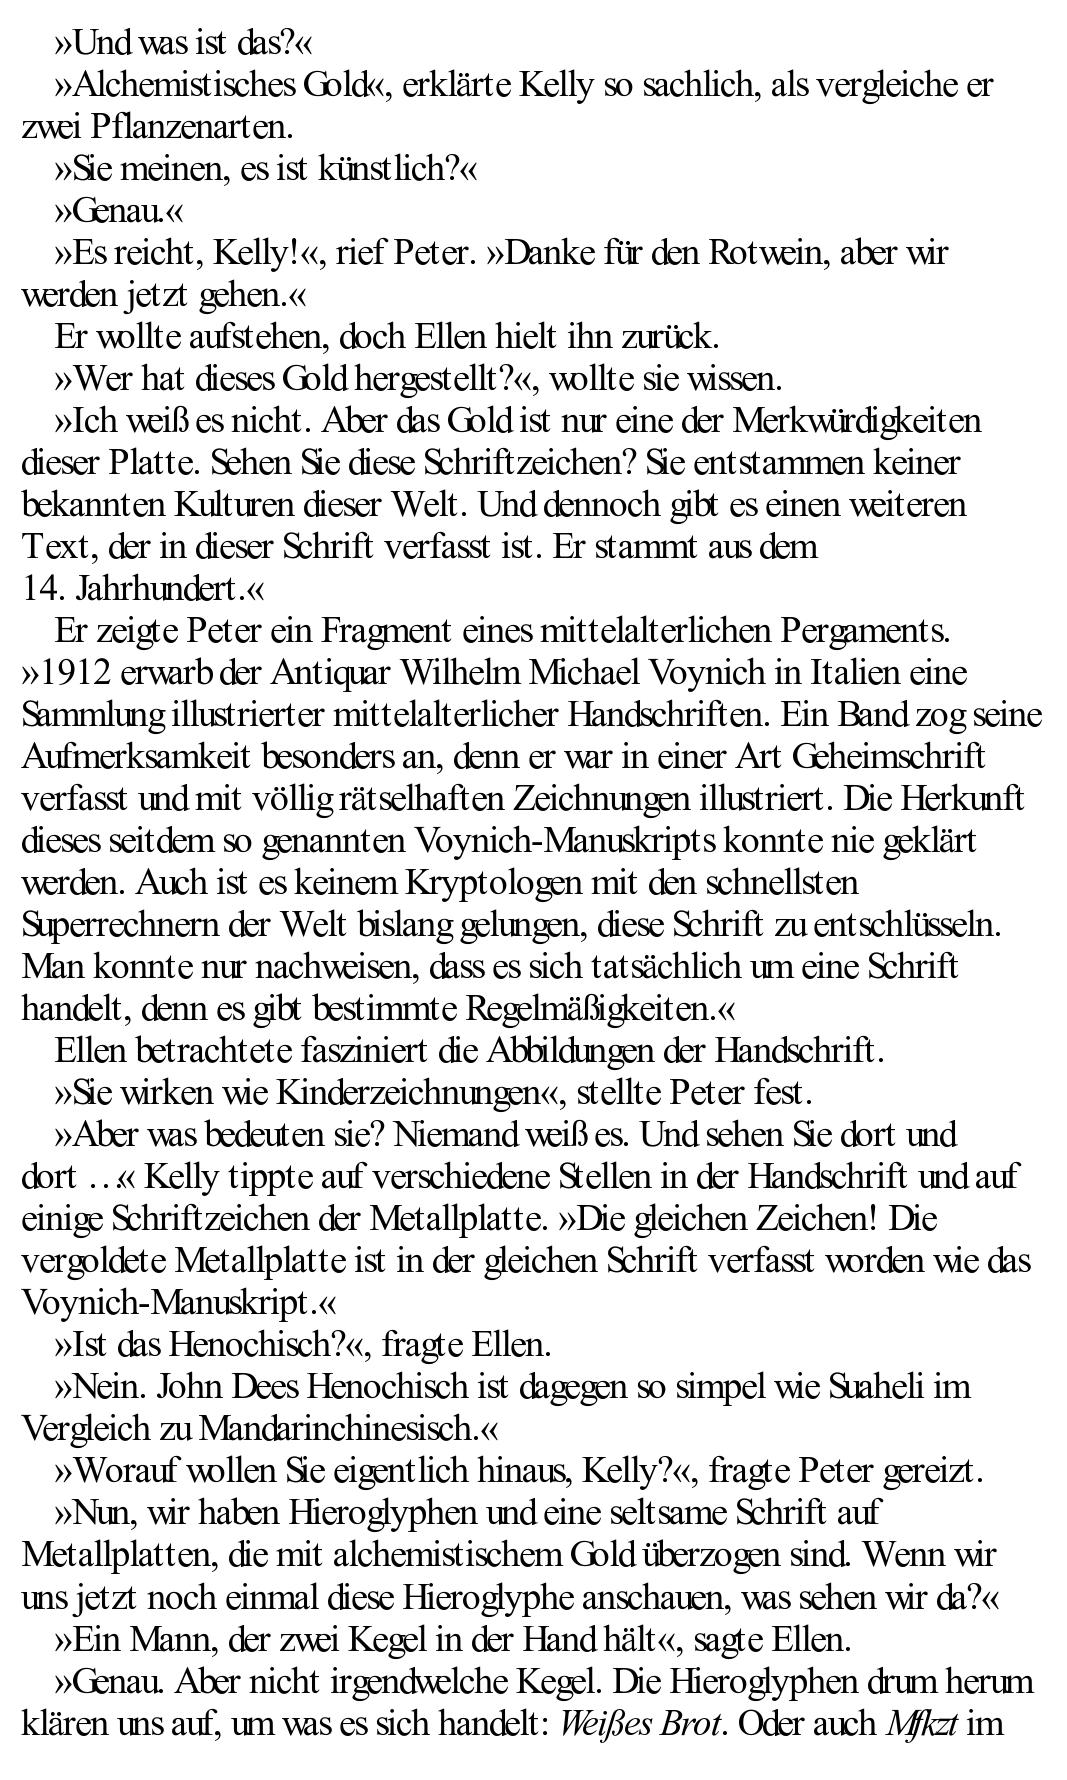 »Und was ist das?«
»Alchemistisches Gold«, erklärte Kelly so sachlich, als vergleiche er
zwei Pflanzenarten.
»Sie meinen, es ist künstlich?«
»Genau.«
»Es reicht, Kelly!«, rief Peter. »Danke für den Rotwein, aber wir
werden jetzt gehen.«
Er wollte aufstehen, doch Ellen hielt ihn zurück.
»Wer hat dieses Gold hergestellt?«, wollte sie wissen.
»Ich weiß es nicht. Aber das Gold ist nur eine der Merkwürdigkeiten
dieser Platte. Sehen Sie diese Schriftzeichen? Sie entstammen keiner
bekannten Kulturen dieser Welt. Und dennoch gibt es einen weiteren
Text, der in dieser Schrift verfasst ist. Er stammt aus dem
14. Jahrhundert.«
Er zeigte Peter ein Fragment eines mittelalterlichen Pergaments.
»1912 erwarb der Antiquar Wilhelm Michael Voynich in Italien eine
Sammlung illustrierter mittelalterlicher Handschriften. Ein Band zog seine
Aufmerksamkeit besonders an, denn er war in einer Art Geheimschrift
verfasst und mit völlig rätselhaften Zeichnungen illustriert. Die Herkunft
dieses seitdem so genannten Voynich-Manuskripts konnte nie geklärt
werden. Auch ist es keinem Kryptologen mit den schnellsten
Superrechnern der Welt bislang gelungen, diese Schrift zu entschlüsseln.
Man konnte nur nachweisen, dass es sich tatsächlich um eine Schrift
handelt, denn es gibt bestimmte Regelmäßigkeiten.«
Ellen betrachtete fasziniert die Abbildungen der Handschrift.
»Sie wirken wie Kinderzeichnungen«, stellte Peter fest.
»Aber was bedeuten sie? Niemand weiß es. Und sehen Sie dort und
dort …« Kelly tippte auf verschiedene Stellen in der Handschrift und auf
einige Schriftzeichen der Metallplatte. »Die gleichen Zeichen! Die
vergoldete Metallplatte ist in der gleichen Schrift verfasst worden wie das
Voynich-Manuskript.«
»Ist das Henochisch?«, fragte Ellen.
»Nein. John Dees Henochisch ist dagegen so simpel wie Suaheli im
Vergleich zu Mandarinchinesisch.«
»Worauf wollen Sie eigentlich hinaus, Kelly?«, fragte Peter gereizt.
»Nun, wir haben Hieroglyphen und eine seltsame Schrift auf
Metallplatten, die mit alchemistischem Gold überzogen sind. Wenn wir
uns jetzt noch einmal diese Hieroglyphe anschauen, was sehen wir da?«
»Ein Mann, der zwei Kegel in der Hand hält«, sagte Ellen.
»Genau. Aber nicht irgendwelche Kegel. Die Hieroglyphen drum herum
klären uns auf, um was es sich handelt: Weißes Brot. Oder auch Mfkzt im